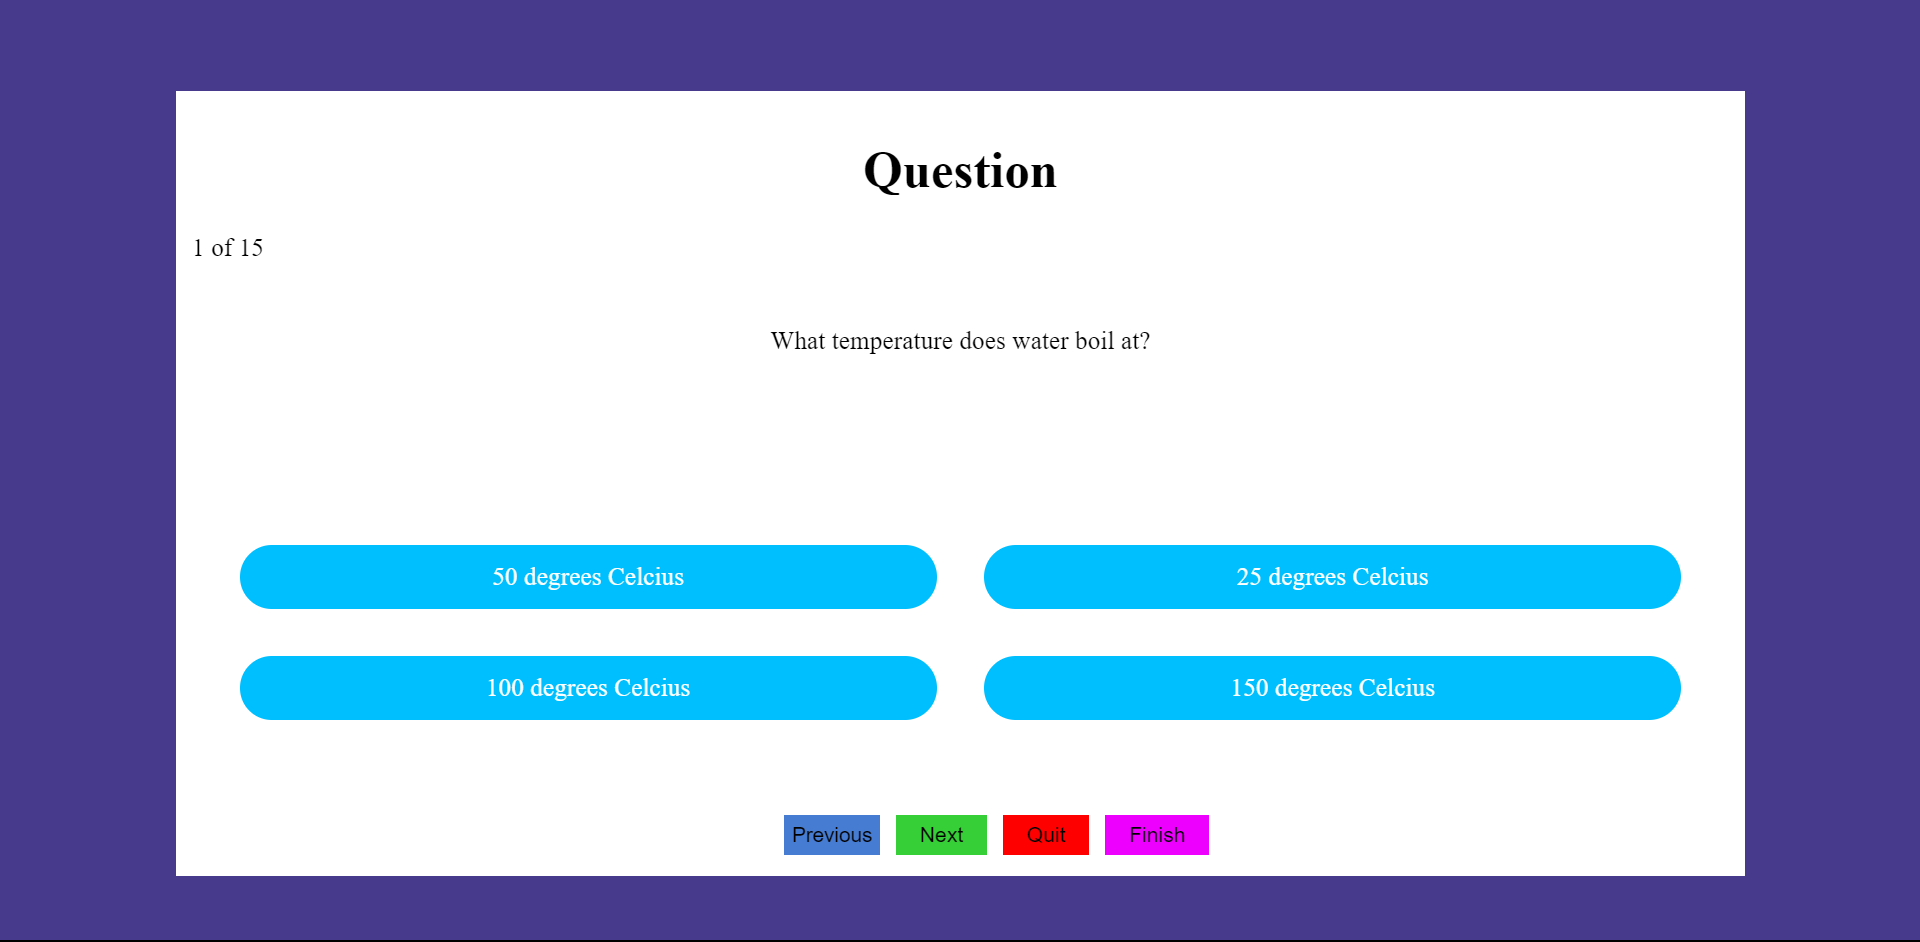 Question
1 of 15
What temperature does water boil at?
50 degrees Celcius
25 degrees Celcius
100 degrees Celcius
150 degrees Celcius
Previous
Next
Quit
Finish